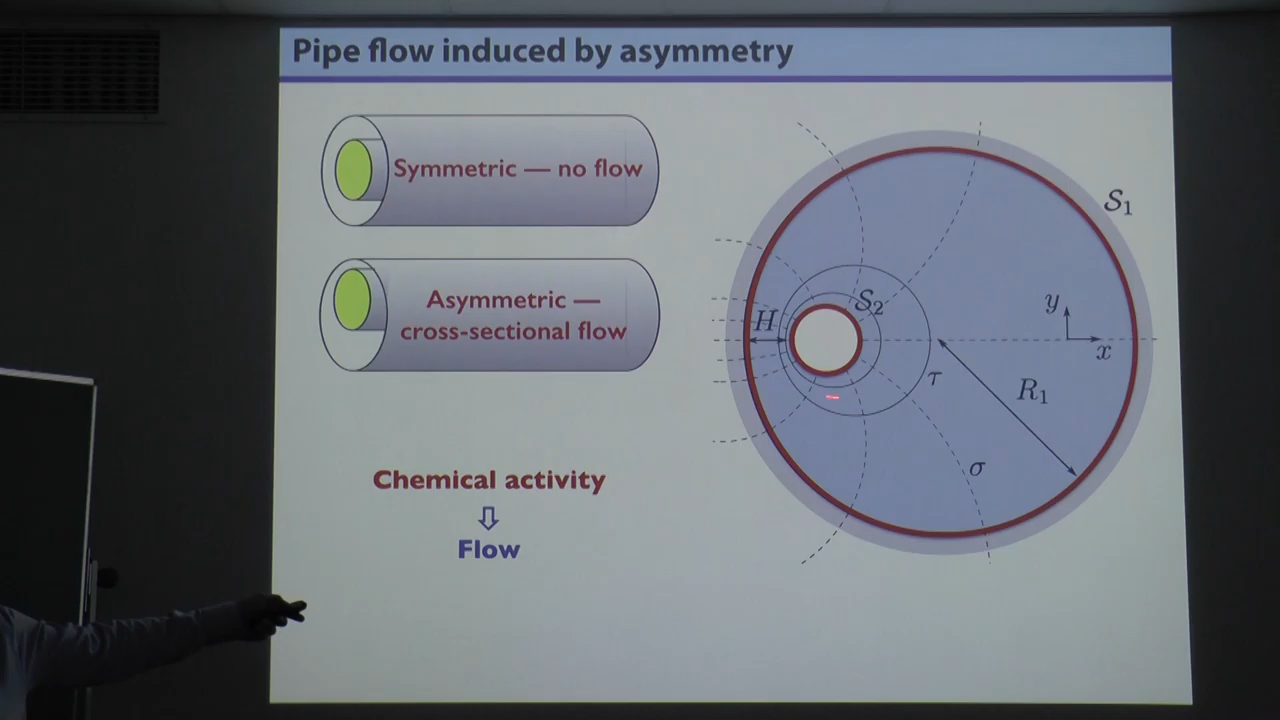 Pipe flow induced by asymmetry
Symmetric — no flow
Asymmetric —
cross-sectional flow
Chemical activity
⇩
Flow
S₁
S₂
H
y
x
τ
R₁
σ